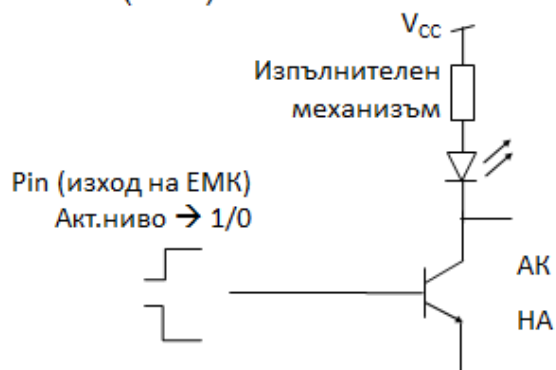 Vcc
Изпълнителен
механизъм
Pin (изход на ЕМК)
Акт.ниво → 1/0
АК
НА